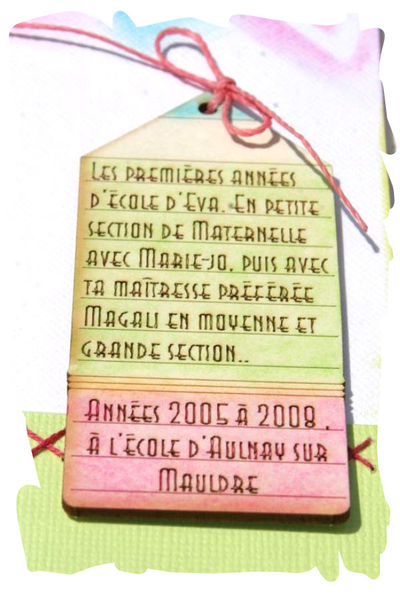 Les premières années
d'école d'Eva. En petite
section de Maternelle
avec Marie-Jo, puis avec
ta maîtresse préférée
Magali en moyenne et
grande section..
Années 2005 à 2008 ,
à l'école d'Aulnay sur
Mauldre